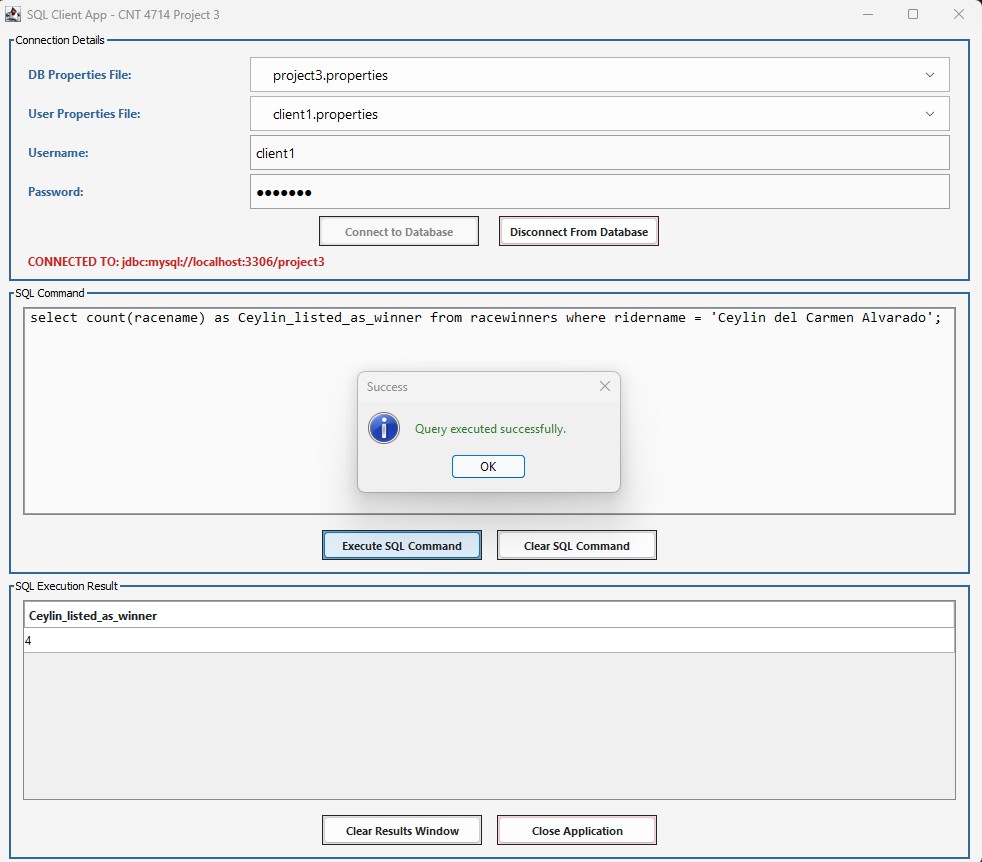 SQL Client App - CNT 4714 Project 3
Connection Details
DB Properties File: project3.properties
User Properties File: client1.properties
Username: client1
Password: ●●●●●●●
Connect to Database Disconnect From Database
CONNECTED TO: jdbc:mysql://localhost:3306/project3
SQL Command
select count(racename) as Ceylin_listed_as_winner from racewinners where ridername = 'Ceylin del Carmen Alvarado';
Success
Query executed successfully.
OK
Execute SQL Command Clear SQL Command
SQL Execution Result
Ceylin_listed_as_winner
4
Clear Results Window Close Application